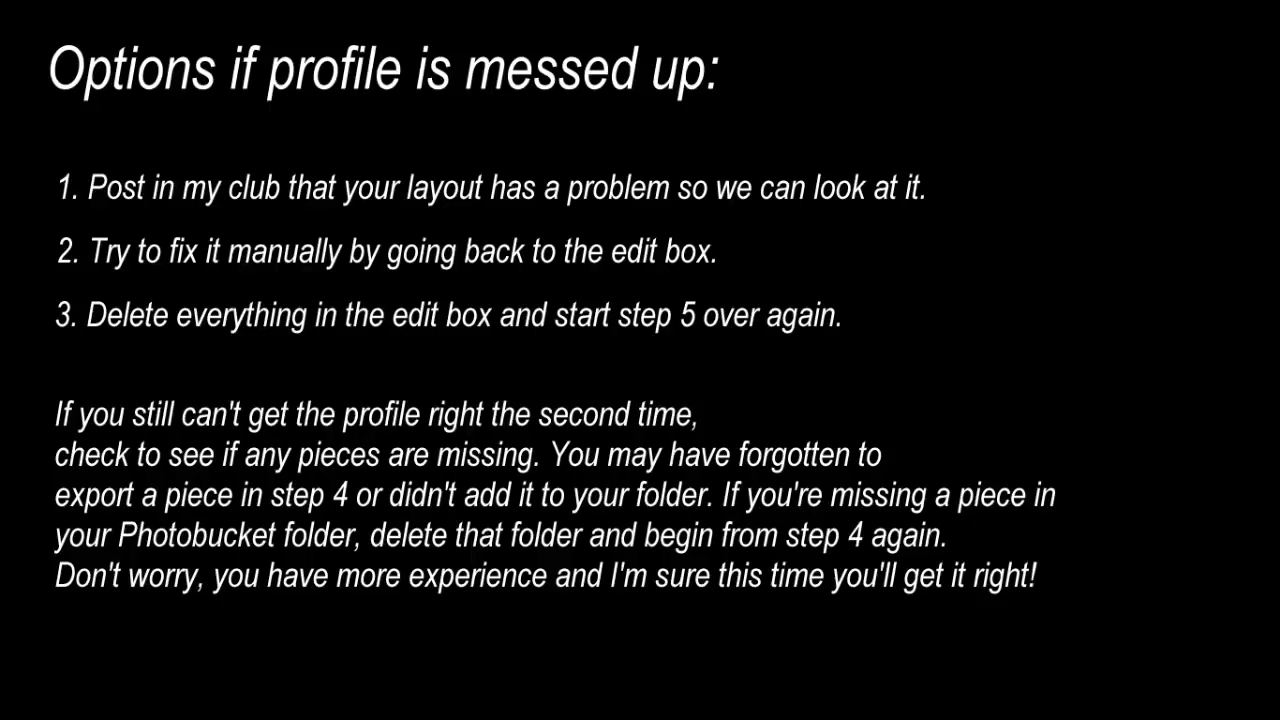 Options if profile is messed up:
1. Post in my club that your layout has a problem so we can look at it.
2. Try to fix it manually by going back to the edit box.
3. Delete everything in the edit box and start step 5 over again.
If you still can't get the profile right the second time,
check to see if any pieces are missing. You may have forgotten to
export a piece in step 4 or didn't add it to your folder. If you're missing a piece in
your Photobucket folder, delete that folder and begin from step 4 again.
Don't worry, you have more experience and I'm sure this time you'll get it right!